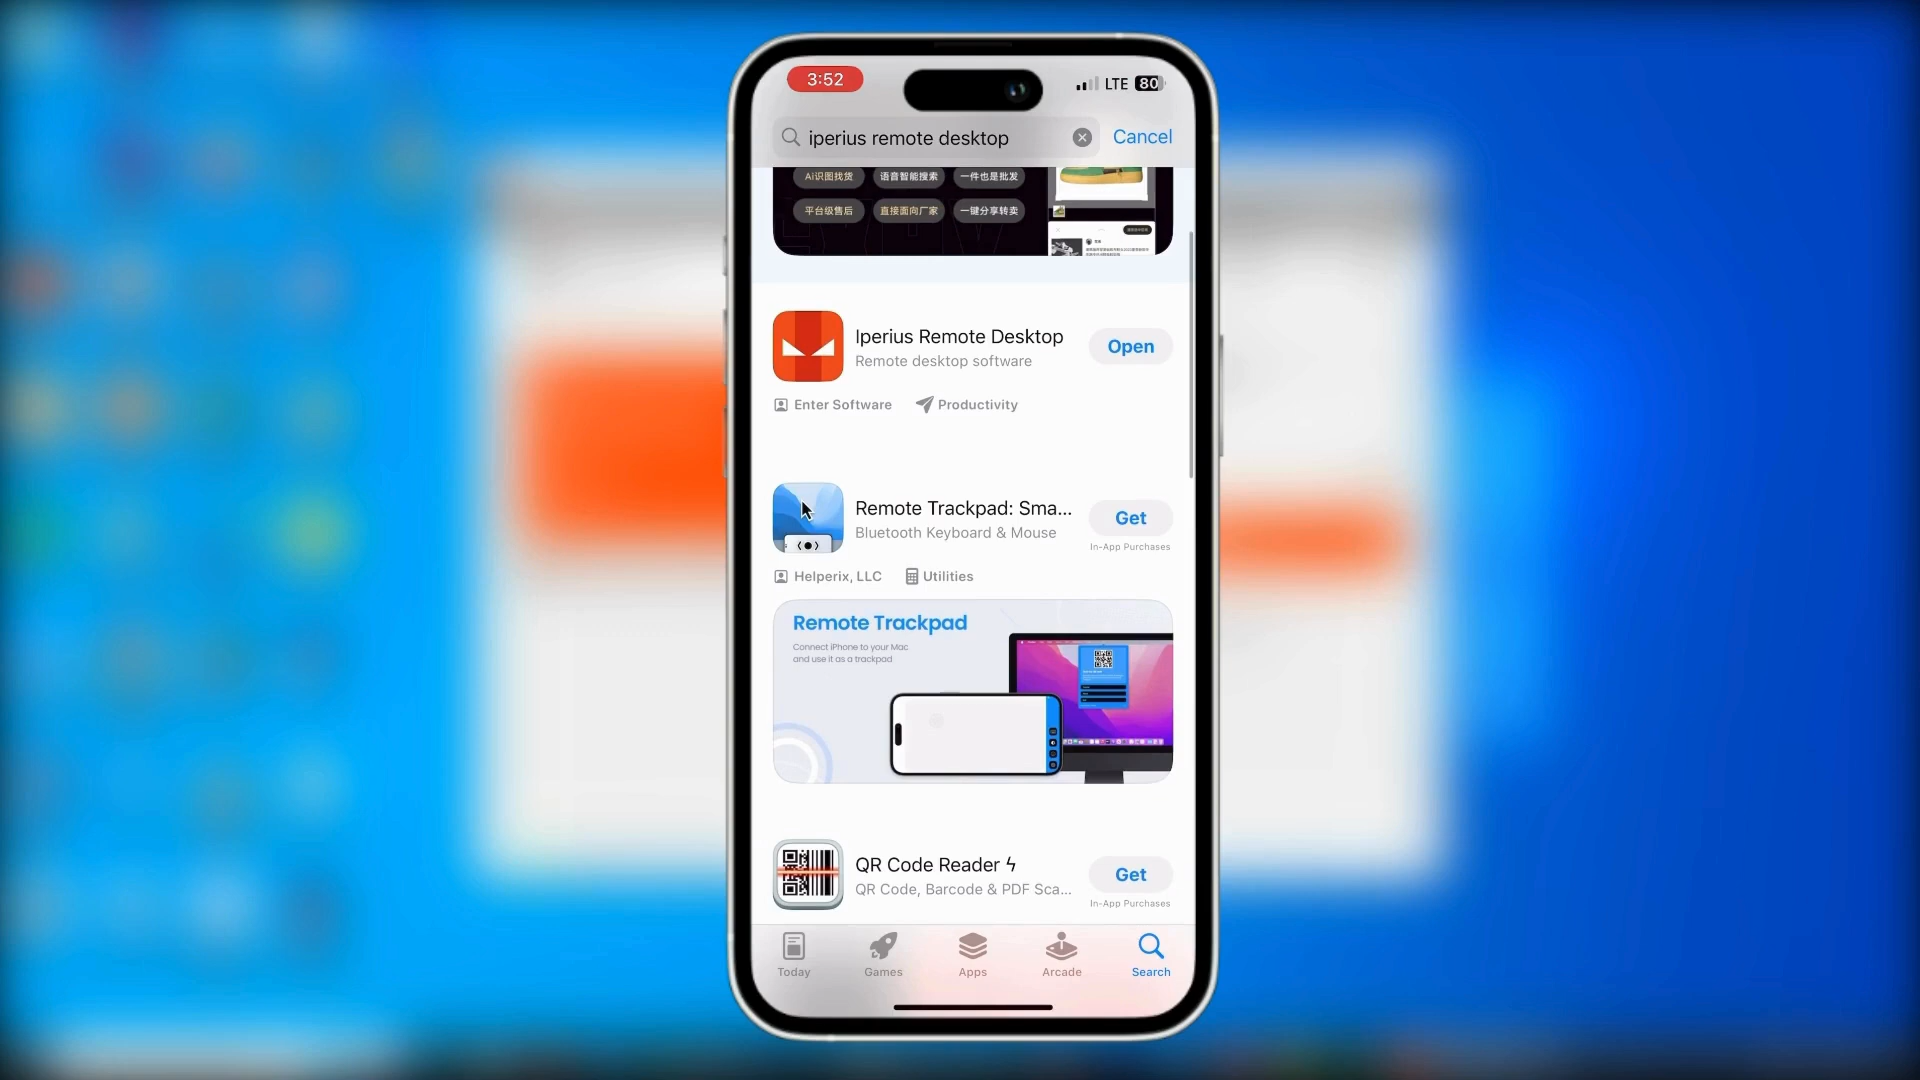 3:52
LTE 80
iperius remote desktop
Cancel
AI识图找货 语音智能搜索 一件也是批发
平台级售后 直接面向厂家 一键分享转卖
Iperius Remote Desktop
Remote desktop software
Open
Enter Software Productivity
Remote Trackpad: Sma...
Bluetooth Keyboard & Mouse
Get
In-App Purchases
Helperix, LLC Utilities
Remote Trackpad
Connect iPhone to your Mac
and use it as a trackpad
QR Code Reader ϟ
QR Code, Barcode & PDF Sca...
Get
In-App Purchases
Today Games Apps Arcade Search